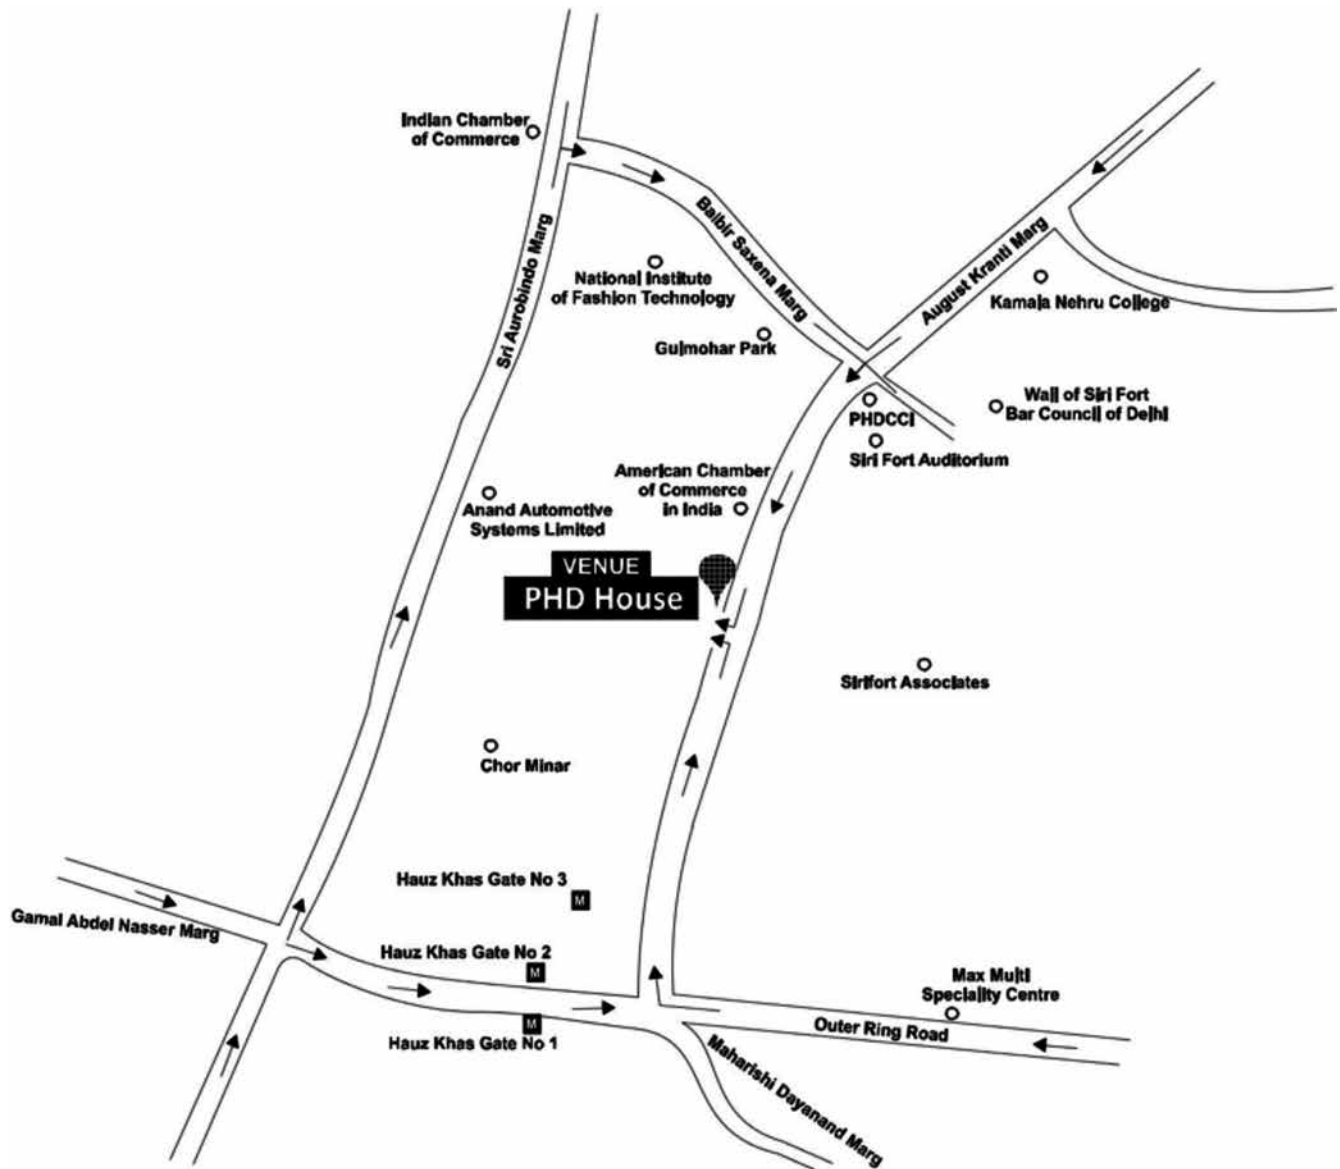 Indian Chamber
of Commerce
Sri Aurobindo Marg
Balbir Saxena Marg
August Kranti Marg
National Institute
of Fashion Technology
Kamala Nehru College
Gulmohar Park
Wall of Siri Fort
Bar Council of Delhi
PHDCCI
Siri Fort Auditorium
American Chamber
of Commerce
in India
Anand Automotive
Systems Limited
VENUE
PHD House
Sirifort Associates
Chor Minar
Hauz Khas Gate No 3
M
Gamal Abdel Nasser Marg
Hauz Khas Gate No 2
M
Max Multi
Speciality Centre
M
Hauz Khas Gate No 1
Outer Ring Road
Maharishi Dayanand Marg